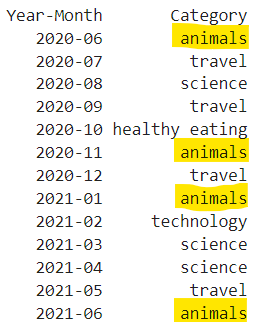 Year-Month Category
2020-06 animals
2020-07 travel
2020-08 science
2020-09 travel
2020-10 healthy eating
2020-11 animals
2020-12 travel
2021-01 animals
2021-02 technology
2021-03 science
2021-04 science
2021-05 travel
2021-06 animals